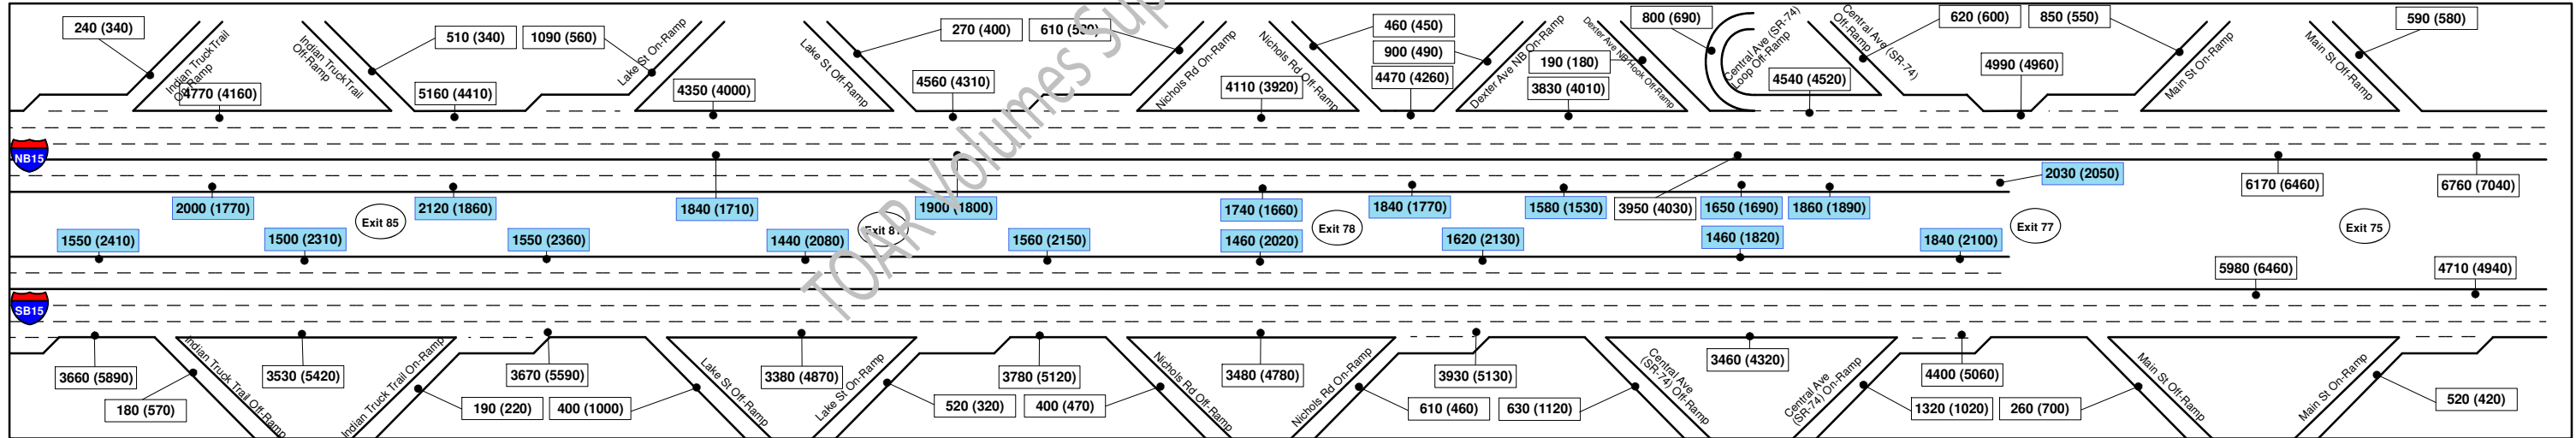 240 (340)
Indian Truck Trail
On-Ramp
4770 (4160)
Indian Truck Trail
Off-Ramp
510 (340)
5160 (4410)
1090 (560)
Lake St On-Ramp
4350 (4000)
Lake St Off-Ramp
270 (400)
4560 (4310)
610 (530)
Nichols Rd On-Ramp
4110 (3920)
Nichols Rd Off-Ramp
460 (450)
900 (490)
4470 (4260)
Dexter Ave NB On-Ramp
190 (180)
3830 (4010)
Dexter Ave NB Hook Off-Ramp
800 (690)
Central Ave (SR-74)
Loop Off-Ramp
4540 (4520)
Central Ave (SR-74)
Off-Ramp
620 (600)
850 (550)
4990 (4960)
Main St On-Ramp
Main St Off-Ramp
590 (580)
NB15
2000 (1770)
Exit 85
2120 (1860)
1840 (1710)
1900 (1800)
1740 (1660)
1840 (1770)
1580 (1530)
3950 (4030)
1650 (1690)
1860 (1890)
2030 (2050)
6170 (6460)
6760 (7040)
1550 (2410)
1500 (2310)
1550 (2360)
1440 (2080)
Exit 81
1560 (2150)
1460 (2020)
Exit 78
1620 (2130)
1460 (1820)
1840 (2100)
Exit 77
Exit 75
5980 (6460)
4710 (4940)
SB15
3660 (5890)
180 (570)
Indian Truck Trail Off-Ramp
3530 (5420)
Indian Truck Trail On-Ramp
190 (220)
3670 (5590)
400 (1000)
Lake St Off-Ramp
3380 (4870)
Lake St On-Ramp
520 (320)
3780 (5120)
400 (470)
Nichols Rd Off-Ramp
3480 (4780)
Nichols Rd On-Ramp
610 (460)
3930 (5130)
630 (1120)
Central Ave
(SR-74) Off-Ramp
3460 (4320)
Central Ave
(SR-74) On-Ramp
1320 (1020)
4400 (5060)
260 (700)
Main St Off-Ramp
Main St On-Ramp
520 (420)
TOAR Volumes Sup